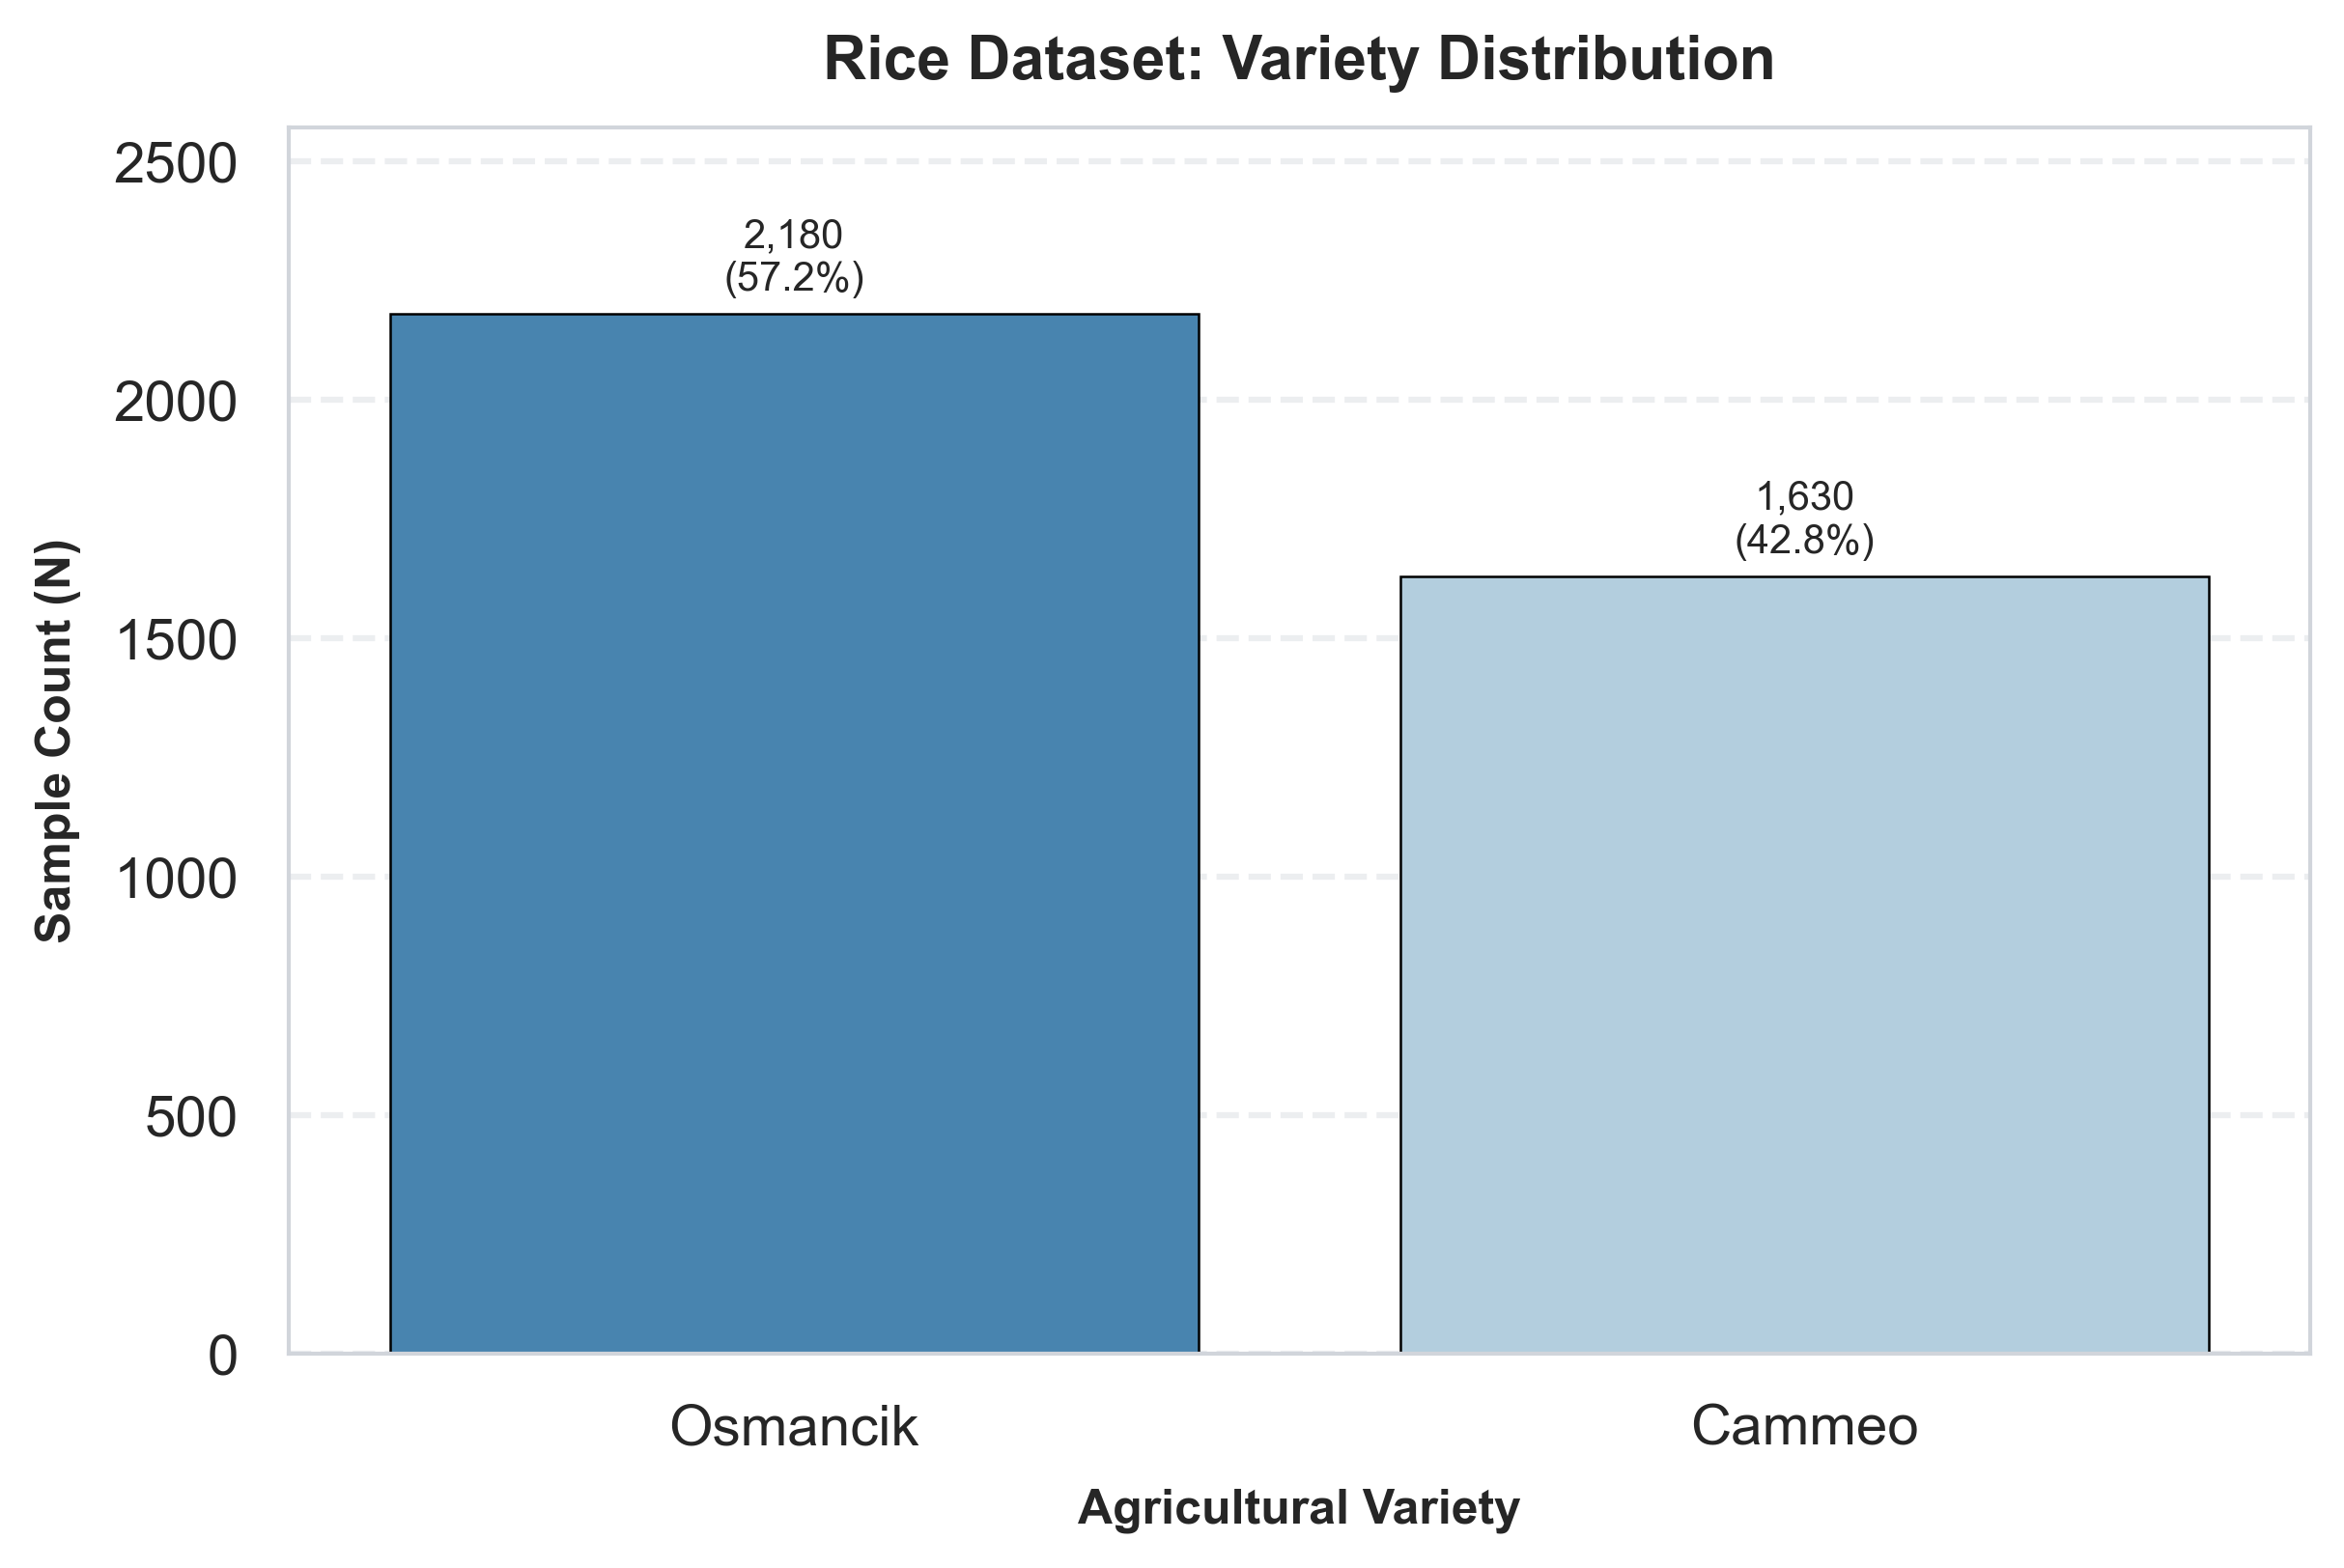 Rice Dataset: Variety Distribution
2500
2000
1500
1000
500
0
Sample Count (N)
2,180
(57.2%)
1,630
(42.8%)
Osmancik
Cammeo
Agricultural Variety